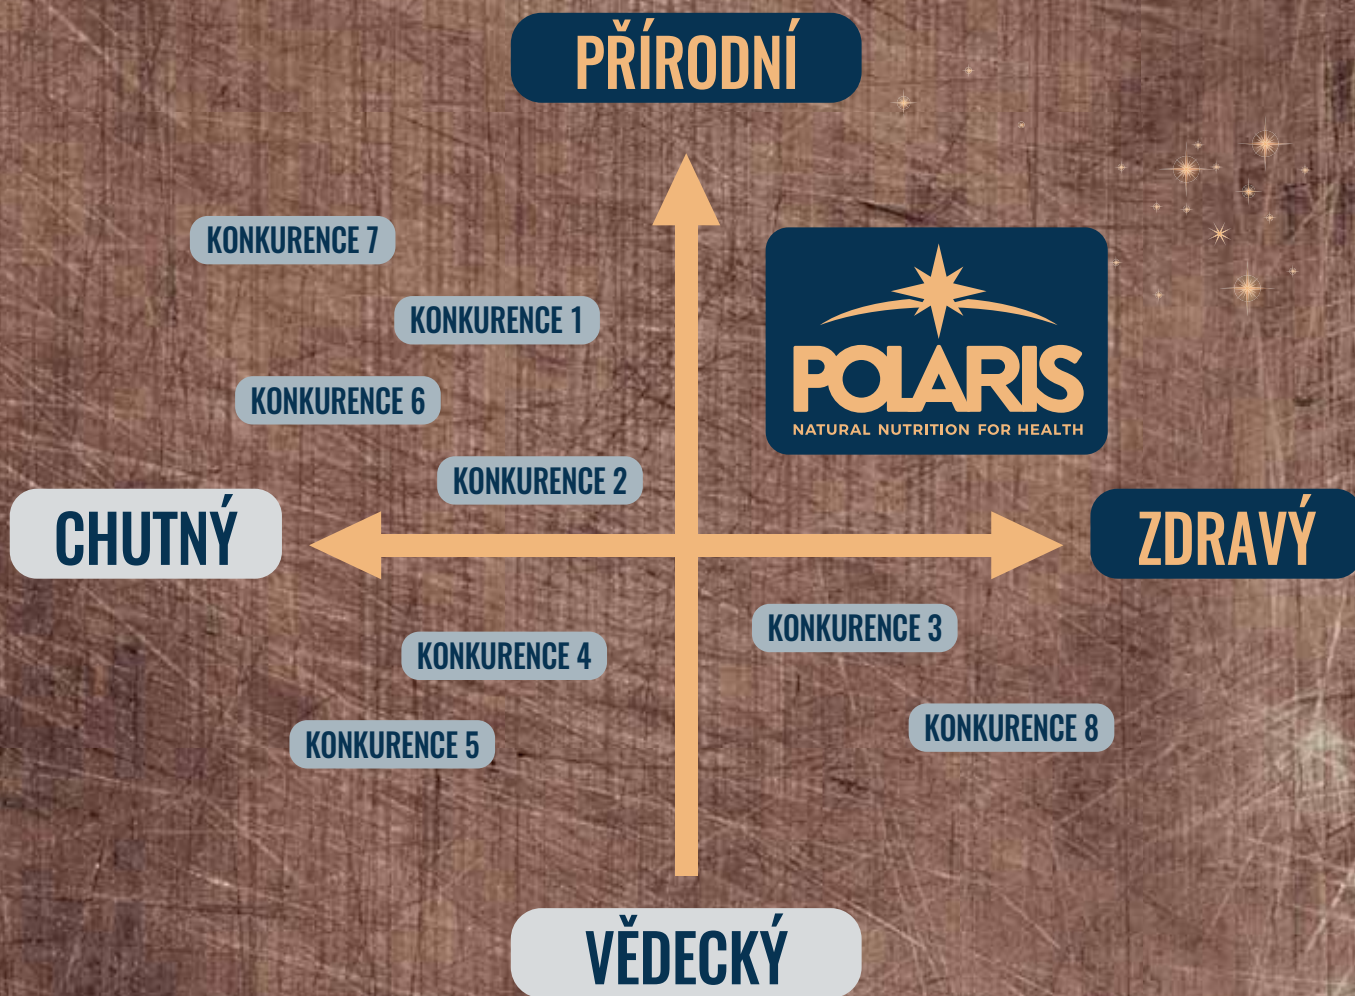 PŘÍRODNÍ
KONKURENCE 7
KONKURENCE 1
POLARIS
NATURAL NUTRITION FOR HEALTH
KONKURENCE 6
KONKURENCE 2
CHUTNÝ
ZDRAVÝ
KONKURENCE 3
KONKURENCE 4
KONKURENCE 8
KONKURENCE 5
VĚDECKÝ